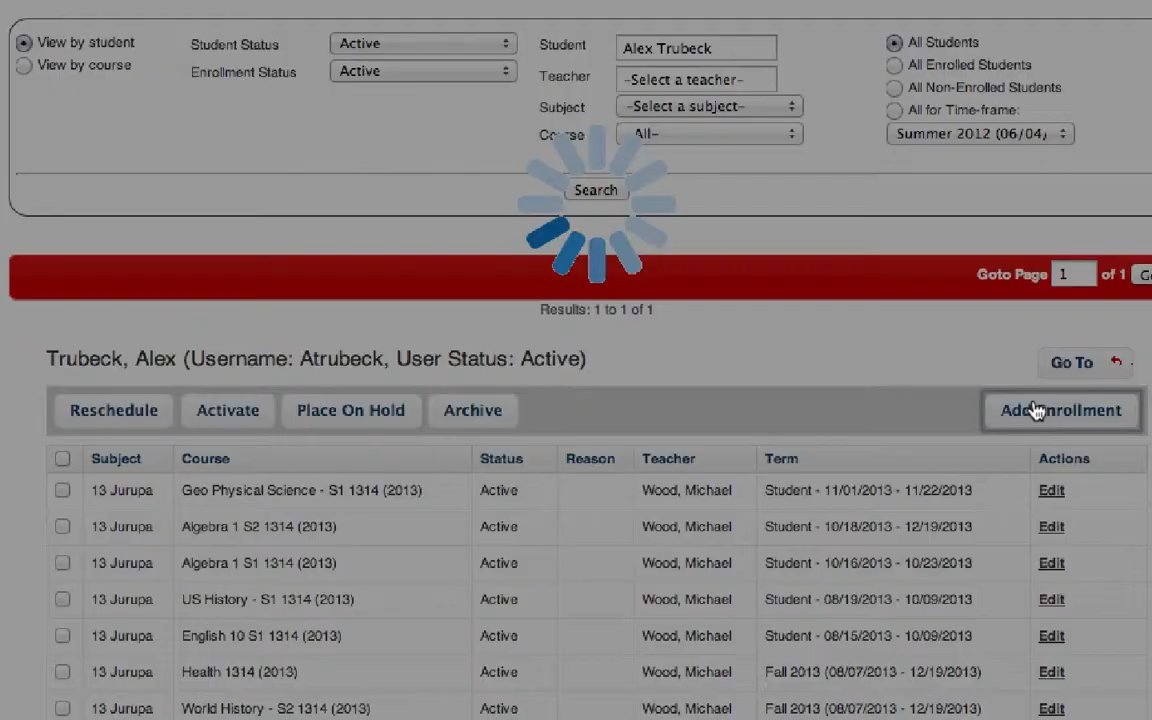 View by student
View by course
Student Status Active
Enrollment Status Active
Student Alex Trubeck
Teacher -Select a teacher-
Subject -Select a subject-
Course All-
All Students
All Enrolled Students
All Non-Enrolled Students
All for Time-frame:
Summer 2012 (06/04/
Search
Goto Page 1 of 1
Results: 1 to 1 of 1
Trubeck, Alex (Username: Atrubeck, User Status: Active)
Go To
Reschedule Activate Place On Hold Archive Add Enrollment
Subject Course Status Reason Teacher Term Actions
13 Jurupa Geo Physical Science - S1 1314 (2013) Active Wood, Michael Student - 11/01/2013 - 11/22/2013 Edit
13 Jurupa Algebra 1 S2 1314 (2013) Active Wood, Michael Student - 10/18/2013 - 12/19/2013 Edit
13 Jurupa Algebra 1 S1 1314 (2013) Active Wood, Michael Student - 10/16/2013 - 10/23/2013 Edit
13 Jurupa US History - S1 1314 (2013) Active Wood, Michael Student - 08/19/2013 - 10/09/2013 Edit
13 Jurupa English 10 S1 1314 (2013) Active Wood, Michael Student - 08/15/2013 - 10/09/2013 Edit
13 Jurupa Health 1314 (2013) Active Wood, Michael Fall 2013 (08/07/2013 - 12/19/2013) Edit
13 Jurupa World History - S2 1314 (2013) Active Wood, Michael Fall 2013 (08/07/2013 - 12/19/2013) Edit